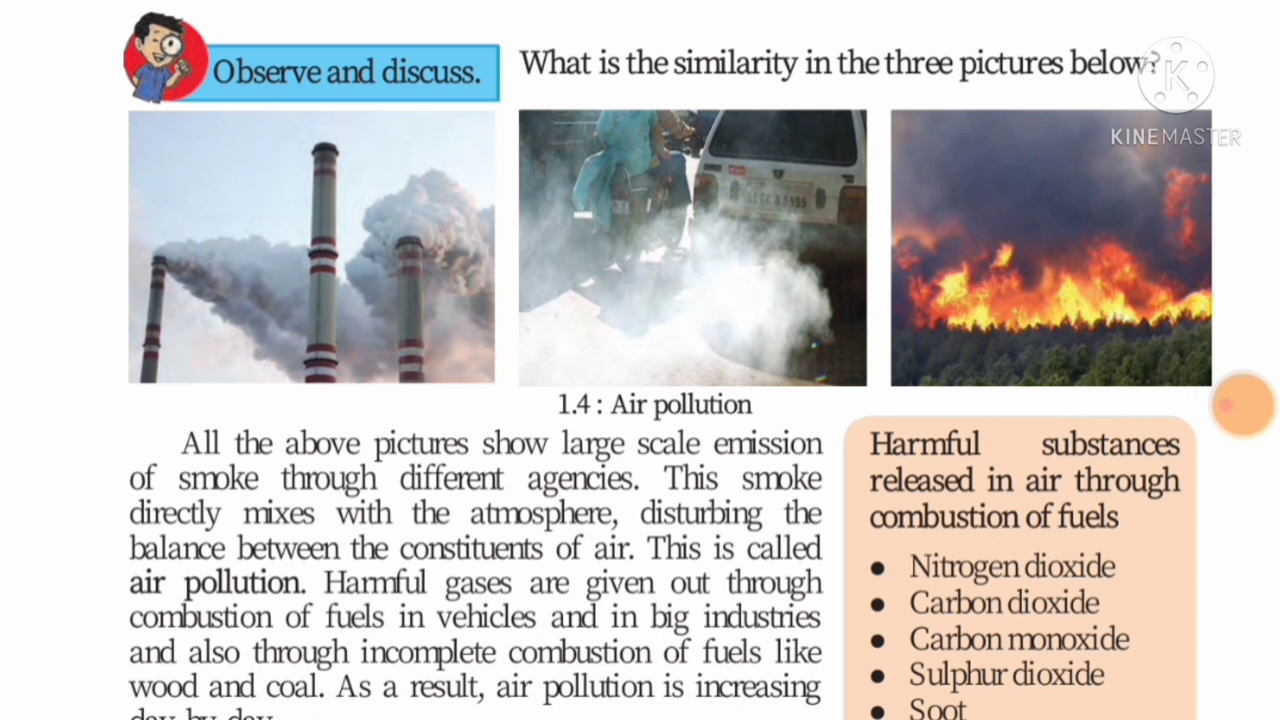 Observe and discuss.
What is the similarity in the three pictures below?
KINEMASTER
1.4 : Air pollution
All the above pictures show large scale emission
of smoke through different agencies. This smoke
directly mixes with the atmosphere, disturbing the
balance between the constituents of air. This is called
air pollution. Harmful gases are given out through
combustion of fuels in vehicles and in big industries
and also through incomplete combustion of fuels like
wood and coal. As a result, air pollution is increasing
day by day.
Harmful substances
released in air through
combustion of fuels
● Nitrogen dioxide
● Carbon dioxide
● Carbon monoxide
● Sulphur dioxide
● Soot